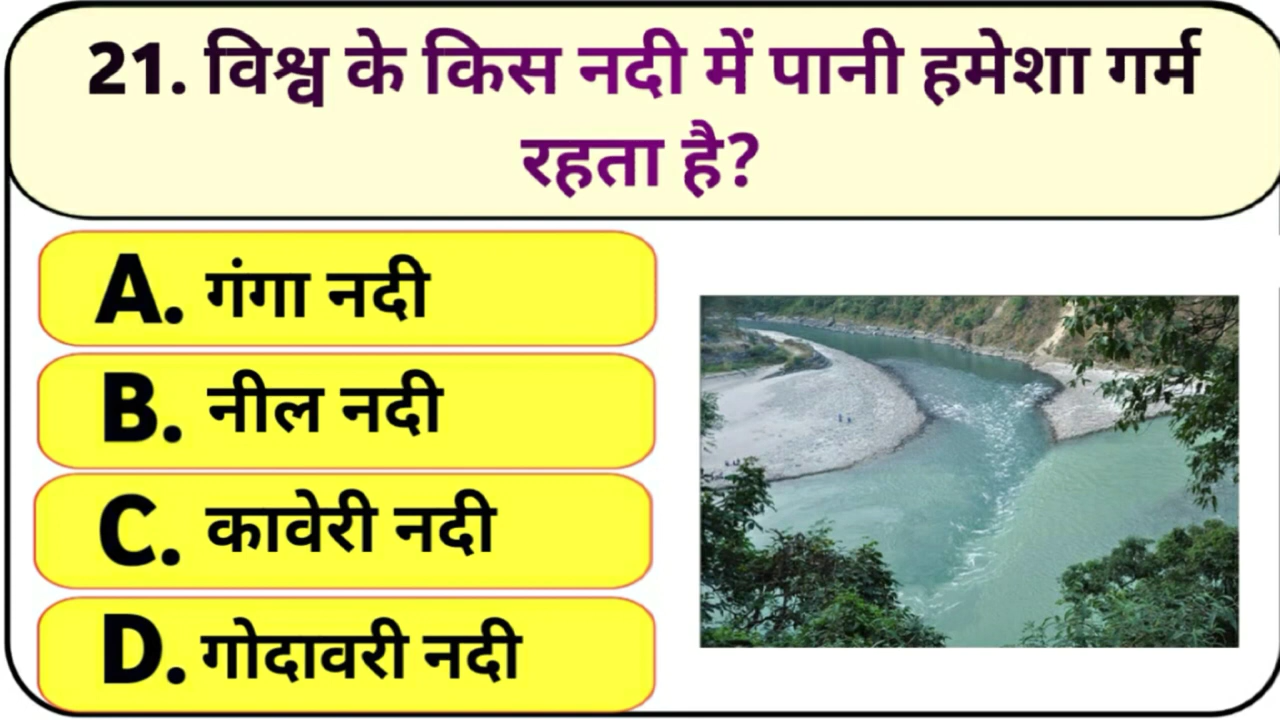 21. विश्व के किस नदी में पानी हमेशा गर्म
रहता है?
A. गंगा नदी
B. नील नदी
C. कावेरी नदी
D. गोदावरी नदी